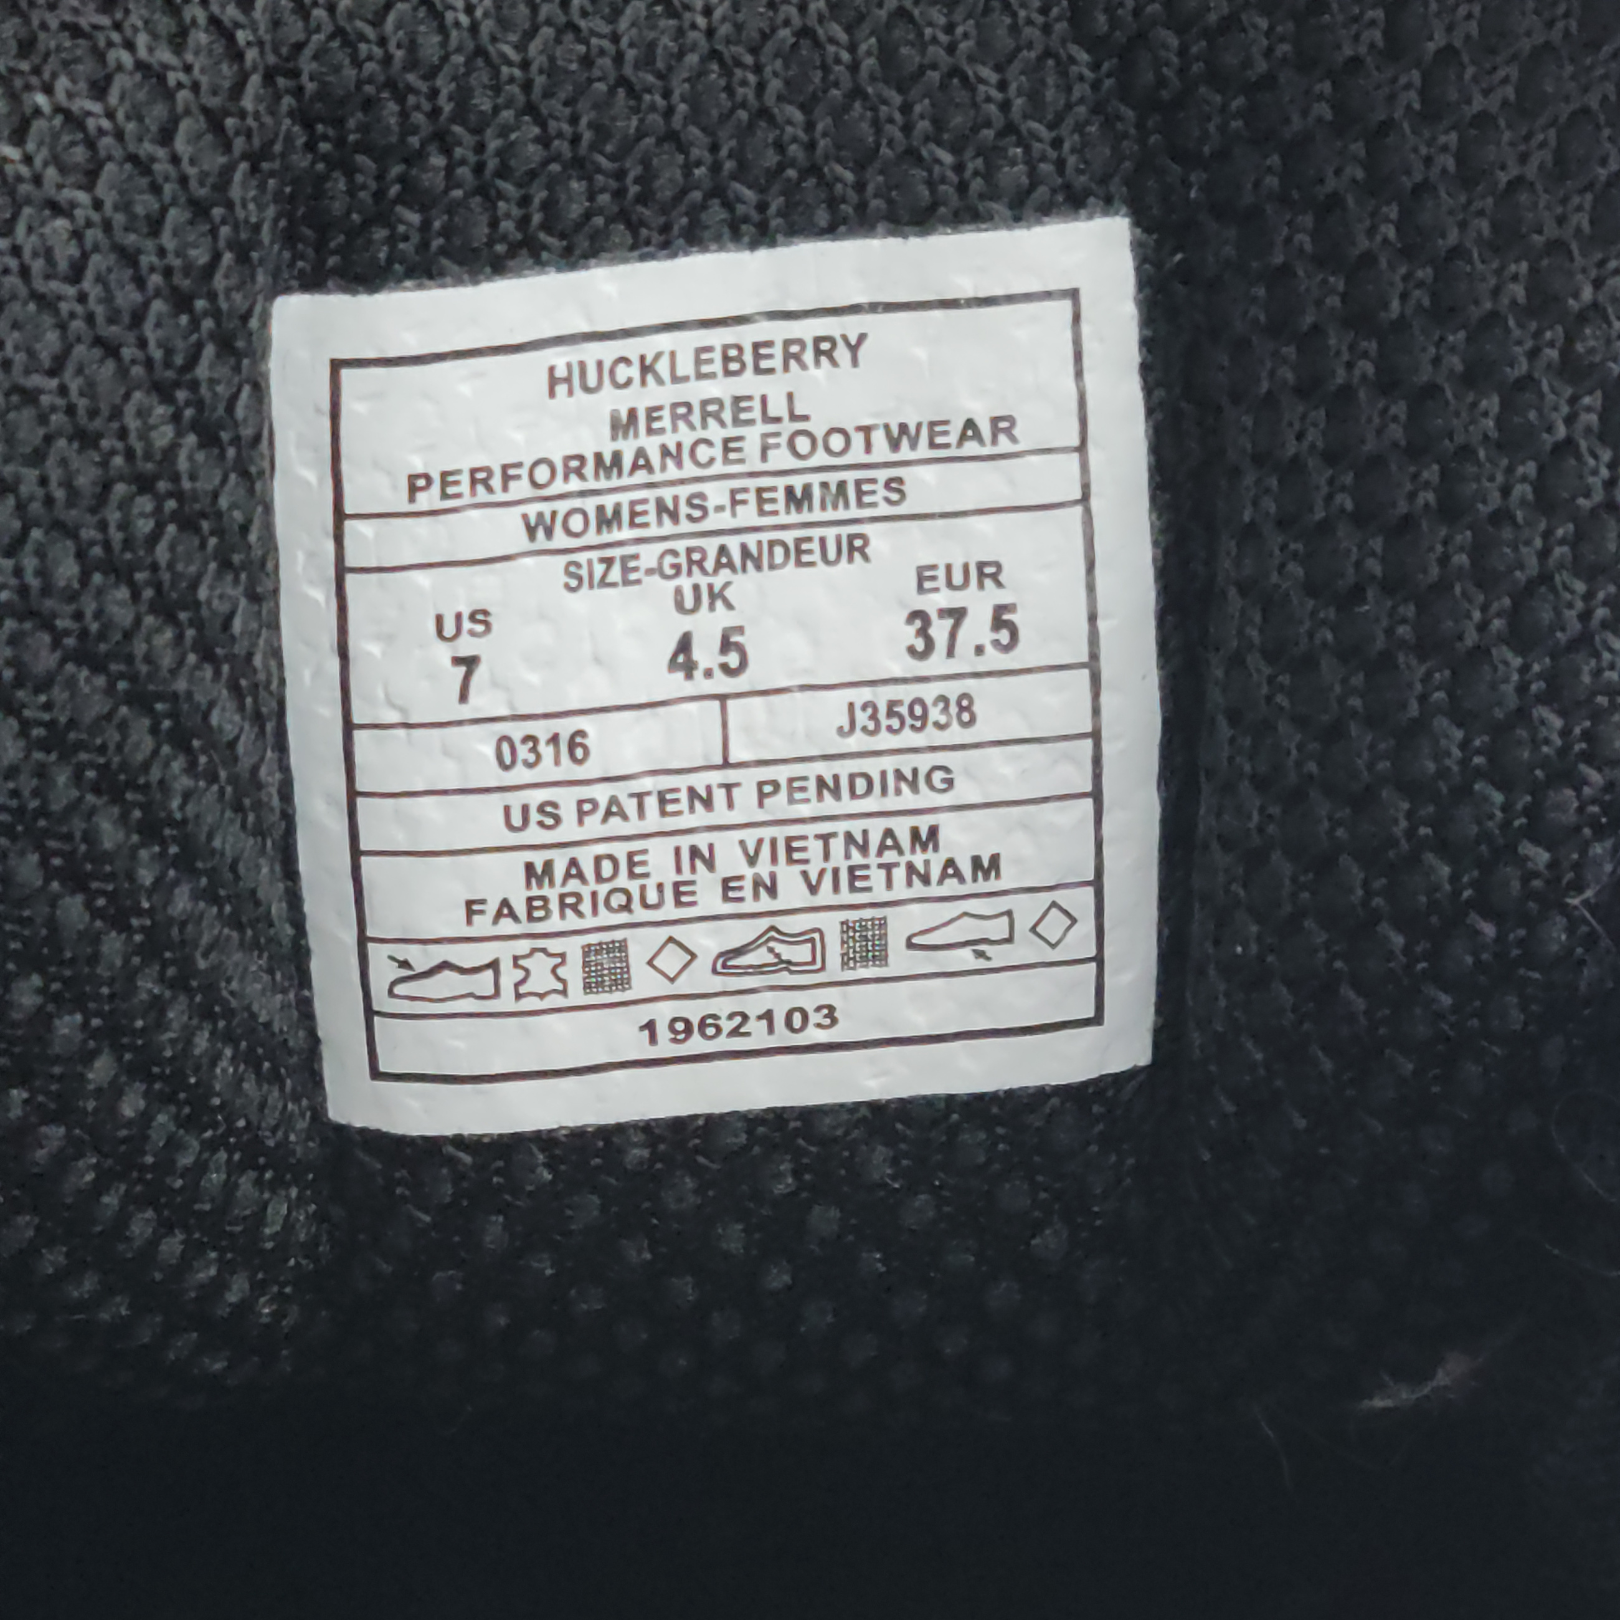 HUCKLEBERRY
MERRELL
PERFORMANCE FOOTWEAR
WOMENS-FEMMES
SIZE-GRANDEUR
US UK EUR
7 4.5 37.5
0316 J35938
US PATENT PENDING
MADE IN VIETNAM
FABRIQUE EN VIETNAM
1962103